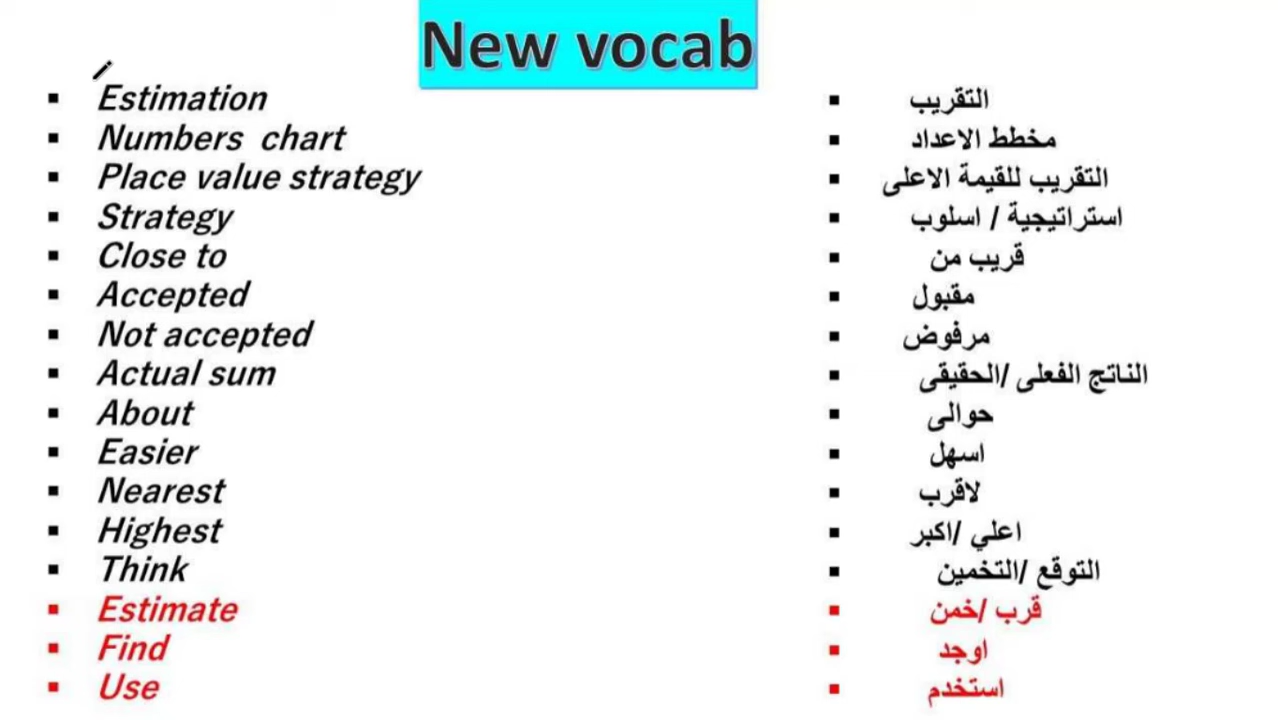 New vocab
▪ Estimation ▪ التقريب
▪ Numbers chart ▪ مخطط الاعداد
▪ Place value strategy ▪ التقريب للقيمة الاعلى
▪ Strategy ▪ استراتيجية / اسلوب
▪ Close to ▪ قريب من
▪ Accepted ▪ مقبول
▪ Not accepted ▪ مرفوض
▪ Actual sum ▪ الناتج الفعلى /الحقيقى
▪ About ▪ حوالى
▪ Easier ▪ اسهل
▪ Nearest ▪ لاقرب
▪ Highest ▪ اعلي /اكبر
▪ Think ▪ التوقع /التخمين
▪ Estimate ▪ قرب /خمن
▪ Find ▪ اوجد
▪ Use ▪ استخدم